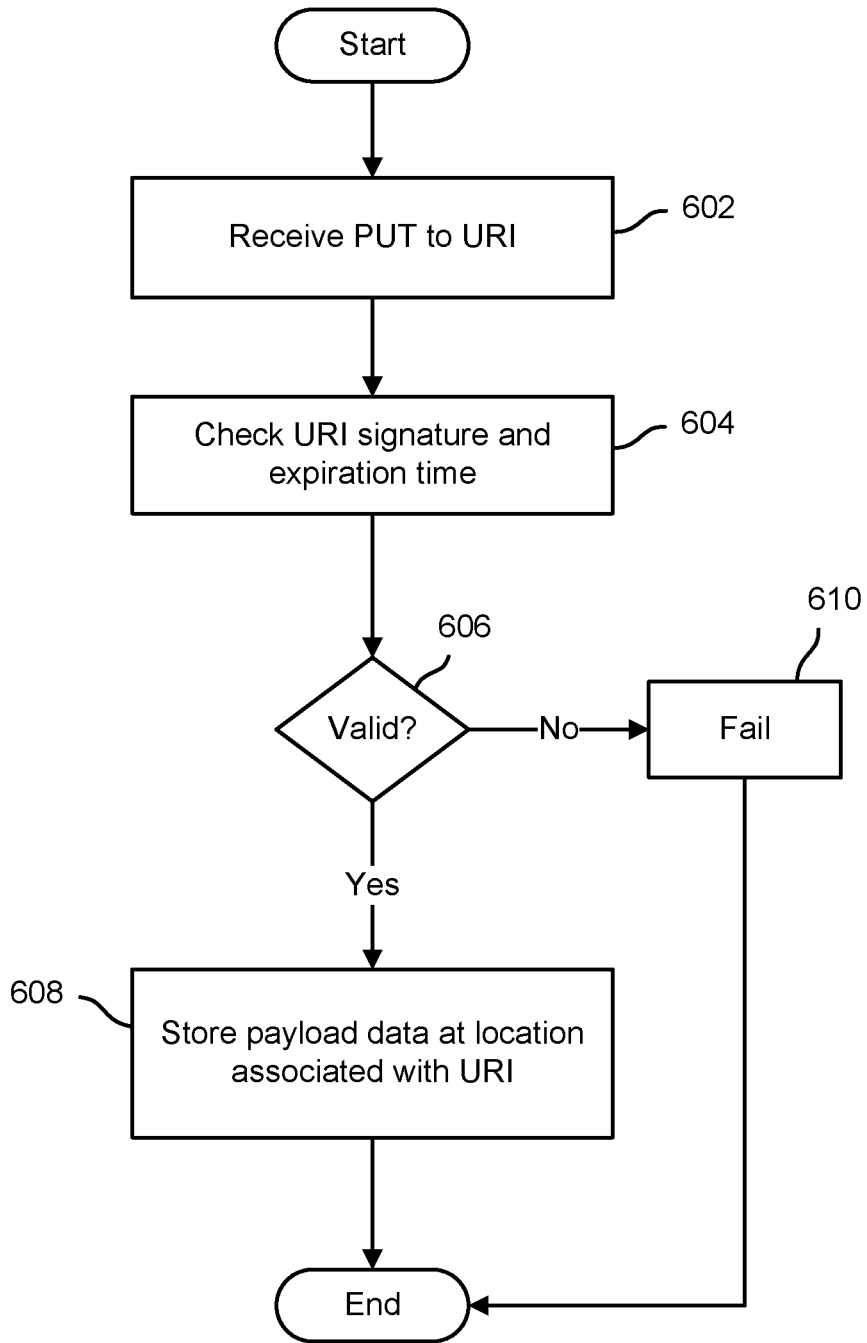 Start
Receive PUT to URI
602
Check URI signature and
expiration time
604
606
610
Valid?
No
Fail
Yes
608
Store payload data at location
associated with URI
End